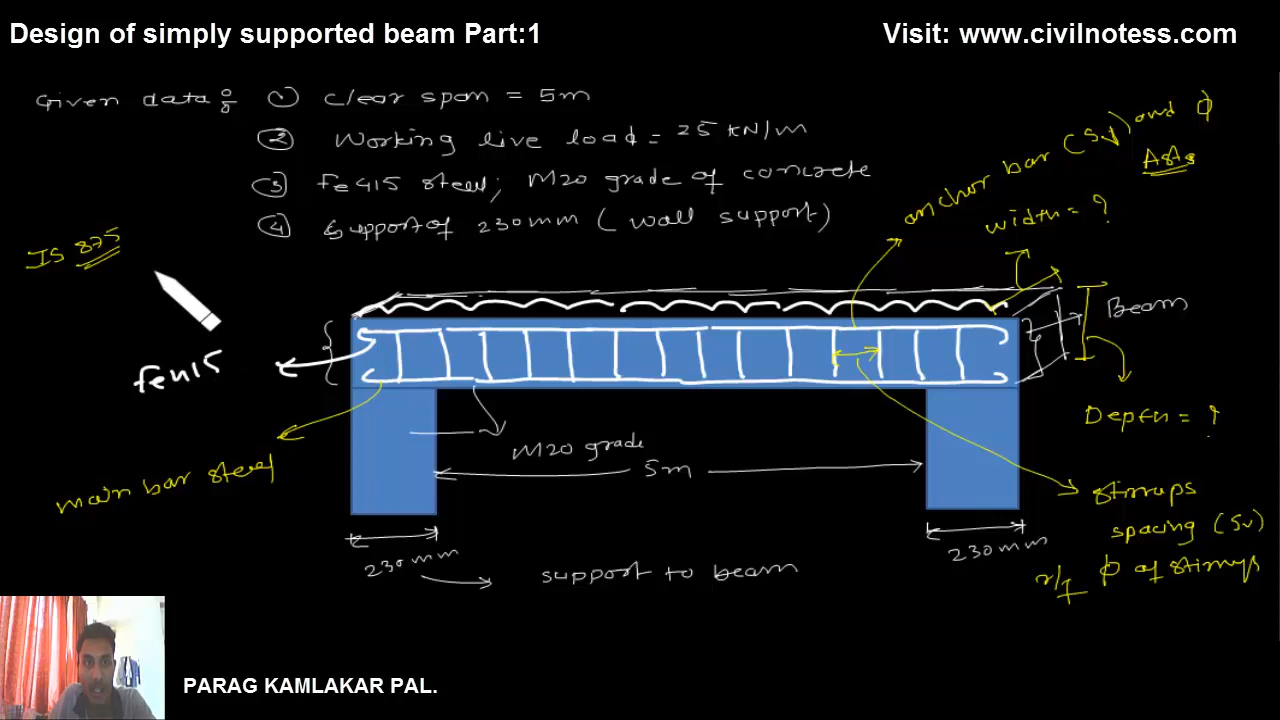 Design of simply supported beam Part:1
Visit: www.civilnotess.com
Given data
① clear span = 5m
② Working live load = 25 kN/m
③ Fe415 steel; M20 grade of concrete
④ Support of 230mm (wall support)
anchor bar (Sv) and ϕ
width = ?
IS 875
Beam
Fe415
Depth = ?
M20 grade
5m
main bar steel
stirrups
spacing (Sv)
ϕ of stirrups
230mm
230mm
support to beam
PARAG KAMLAKAR PAL.